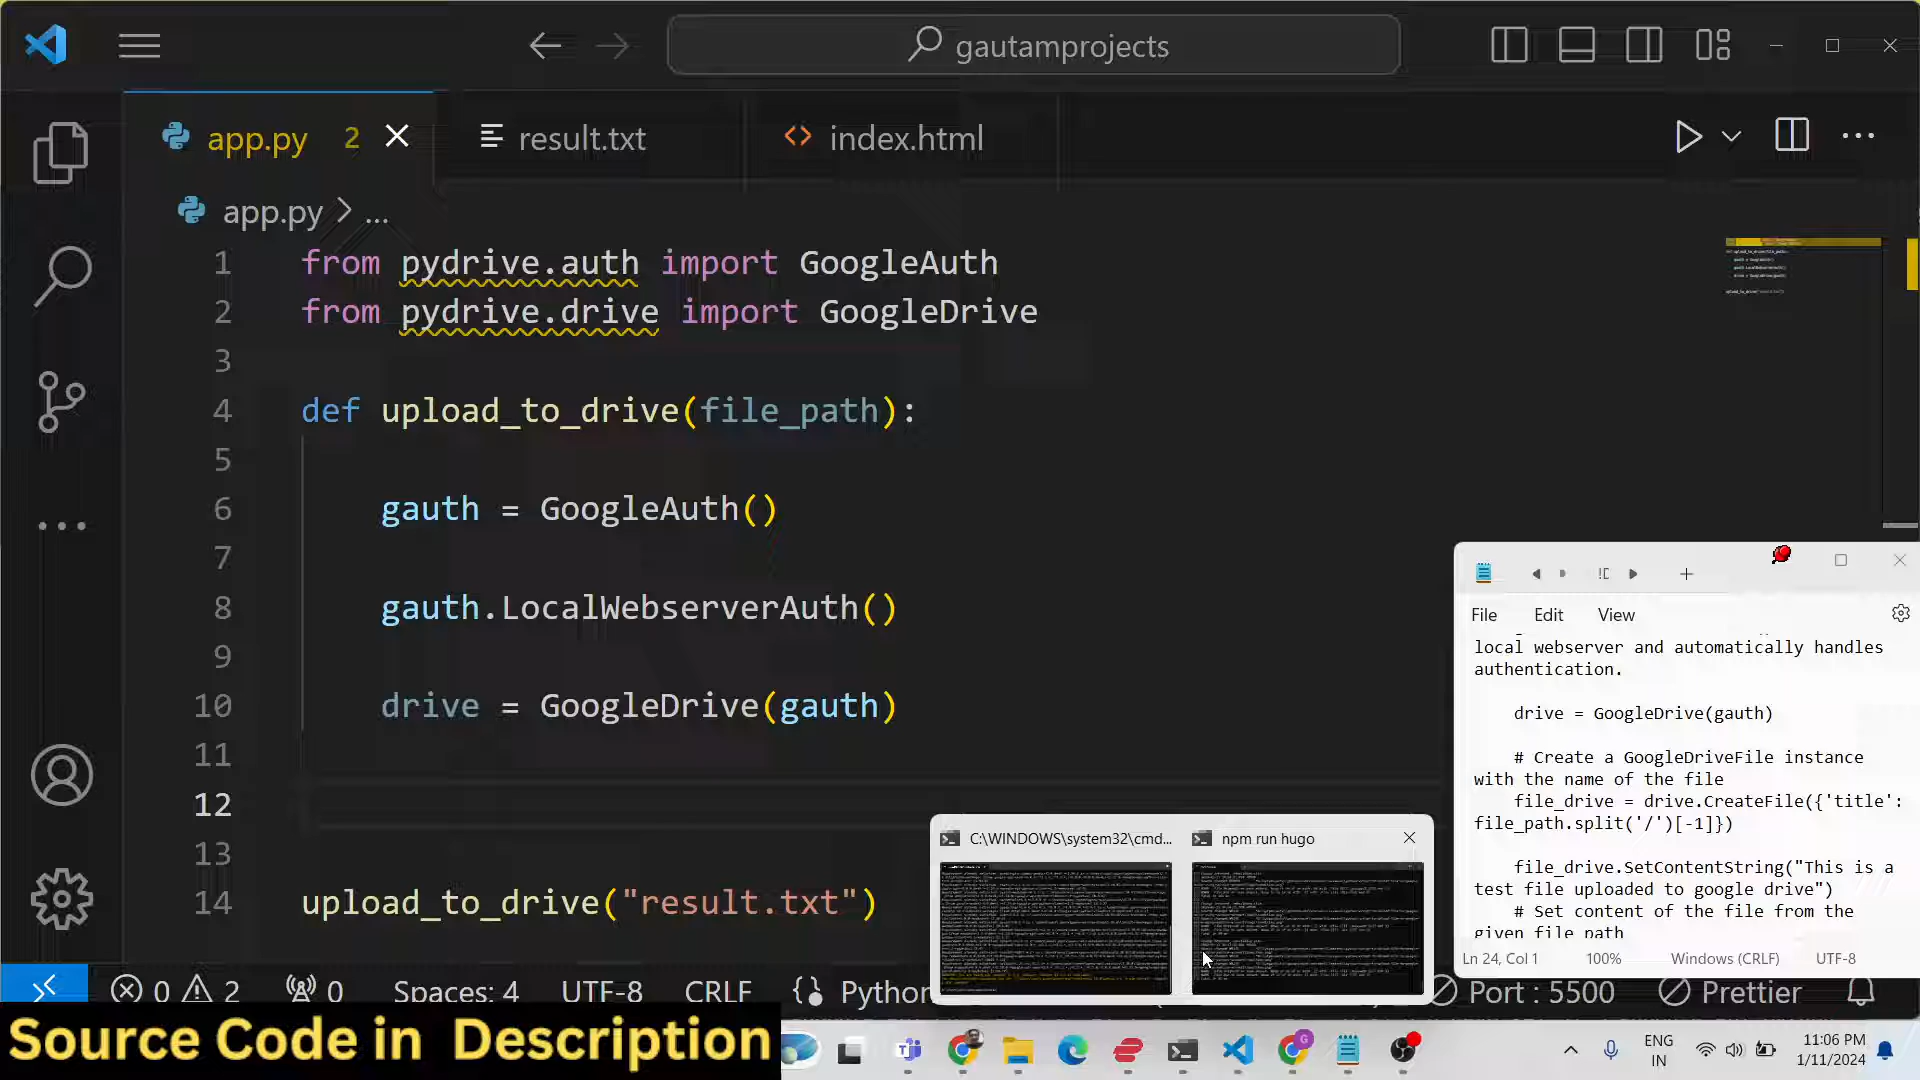 gautamprojects
app.py 2
result.txt
index.html
app.py > ...
1 from pydrive.auth import GoogleAuth
2 from pydrive.drive import GoogleDrive
3
4 def upload_to_drive(file_path):
5
6 gauth = GoogleAuth()
7
8 gauth.LocalWebserverAuth()
9
10 drive = GoogleDrive(gauth)
11
12
13
14 upload_to_drive("result.txt")
File Edit View
local webserver and automatically handles
authentication.
drive = GoogleDrive(gauth)
# Create a GoogleDriveFile instance
with the name of the file
file_drive = drive.CreateFile({'title':
file_path.split('/')[-1]})
file_drive.SetContentString("This is a
test file uploaded to google drive")
# Set content of the file from the
given file path
Ln 24, Col 1 100% Windows (CRLF) UTF-8
C:\WINDOWS\system32\cmd...
npm run hugo
0 2 0 Spaces: 4 UTF-8 CRLF Python Port : 5500 Prettier
Source Code in Description
ENG
IN
11:06 PM
1/11/2024